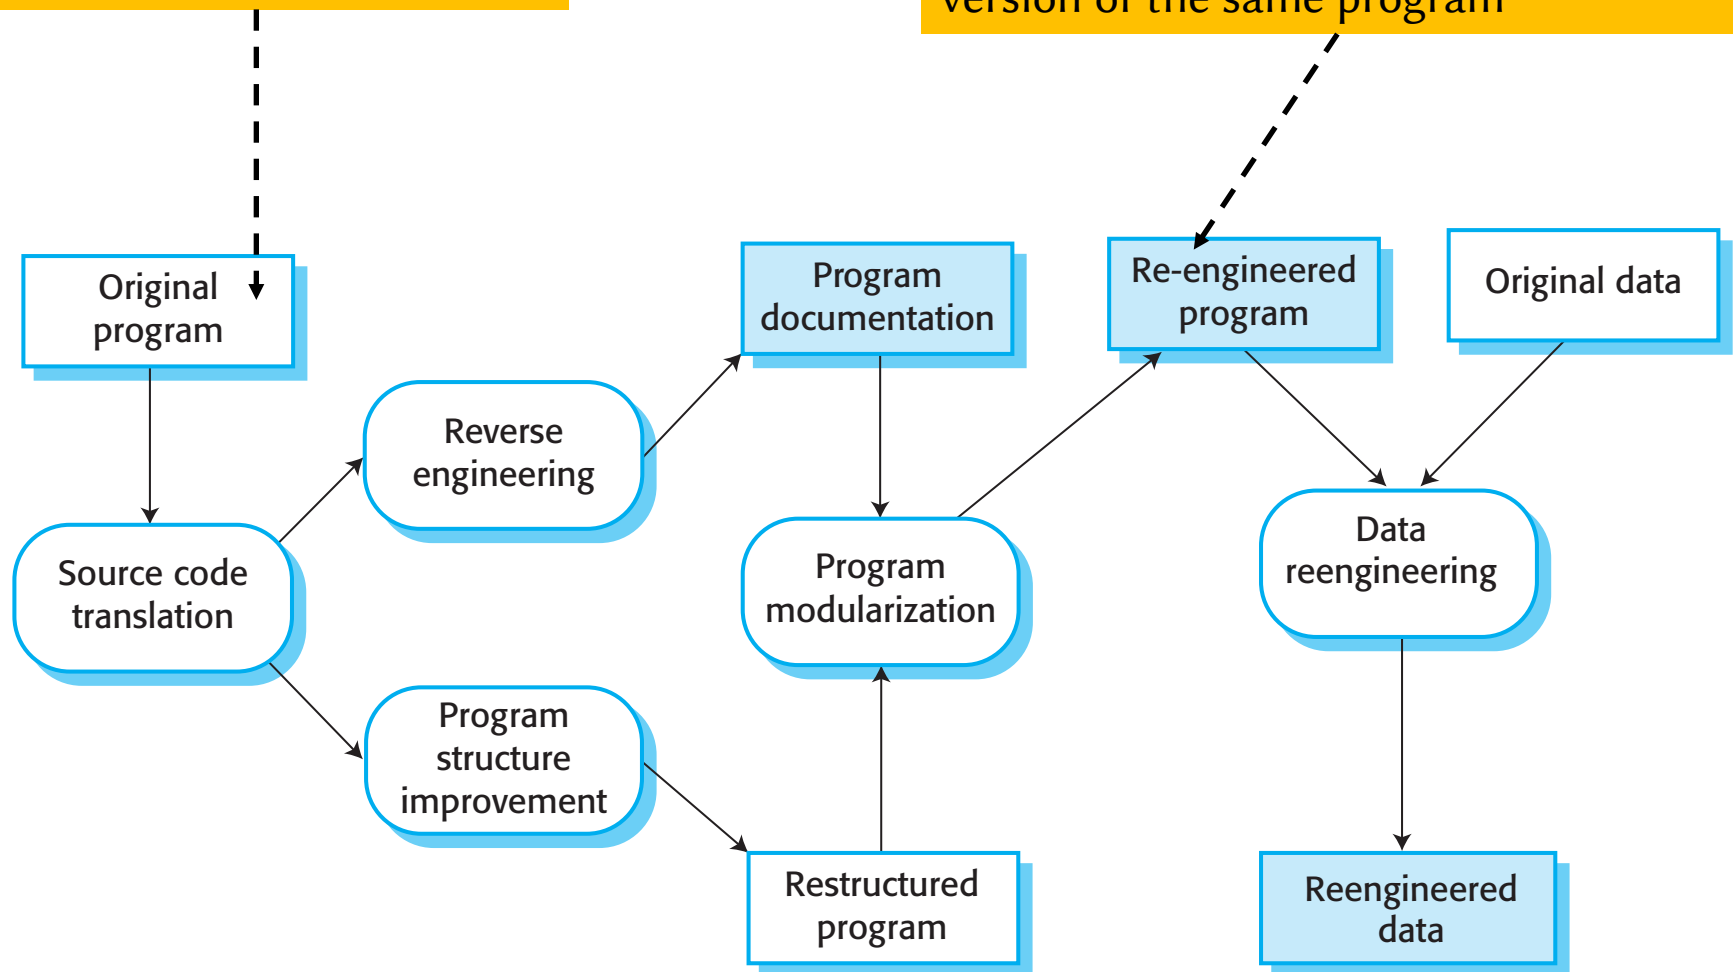 version of the same program
Original
program
Program
documentation
Re-engineered
program
Original data
Reverse
engineering
Source code
translation
Program
modularization
Data
reengineering
Program
structure
improvement
Restructured
program
Reengineered
data